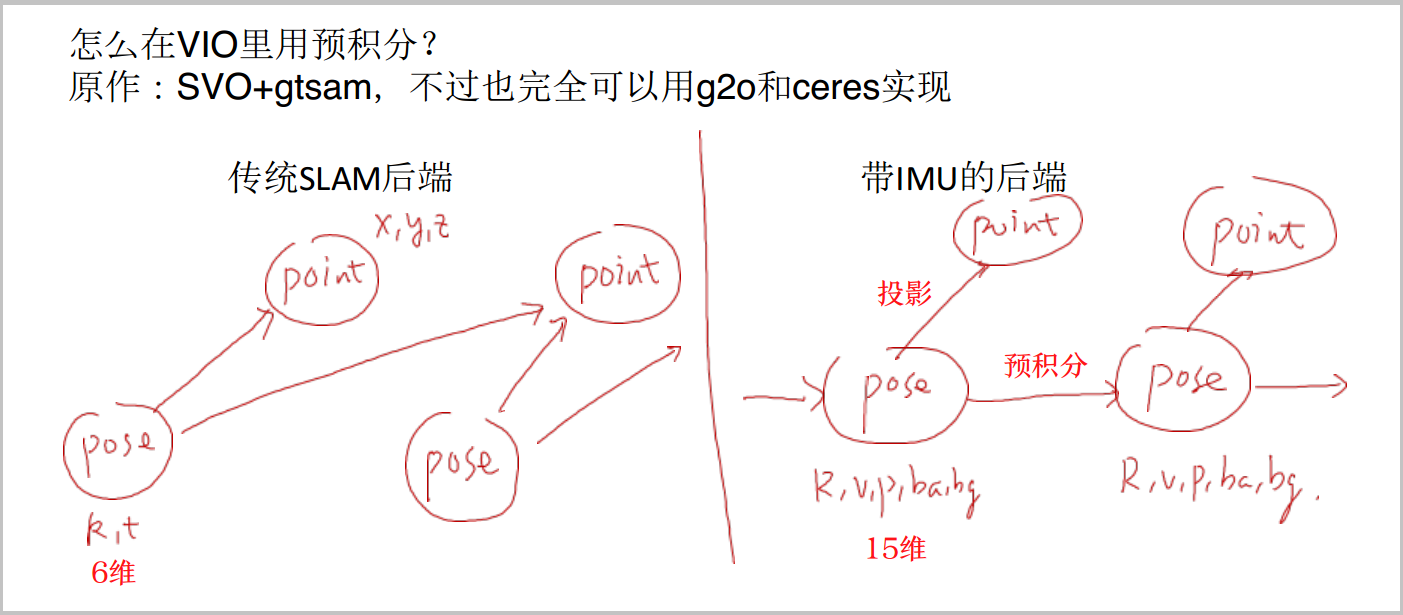 怎么在VIO里用预积分？
原作：SVO+gtsam，不过也完全可以用g2o和ceres实现
传统SLAM后端
x,y,z
point
point
pose
R,t
6维
pose
带IMU的后端
point
point
投影
pose
预积分
pose
R,v,p,ba,bg
15维
R,v,p,ba,bg.